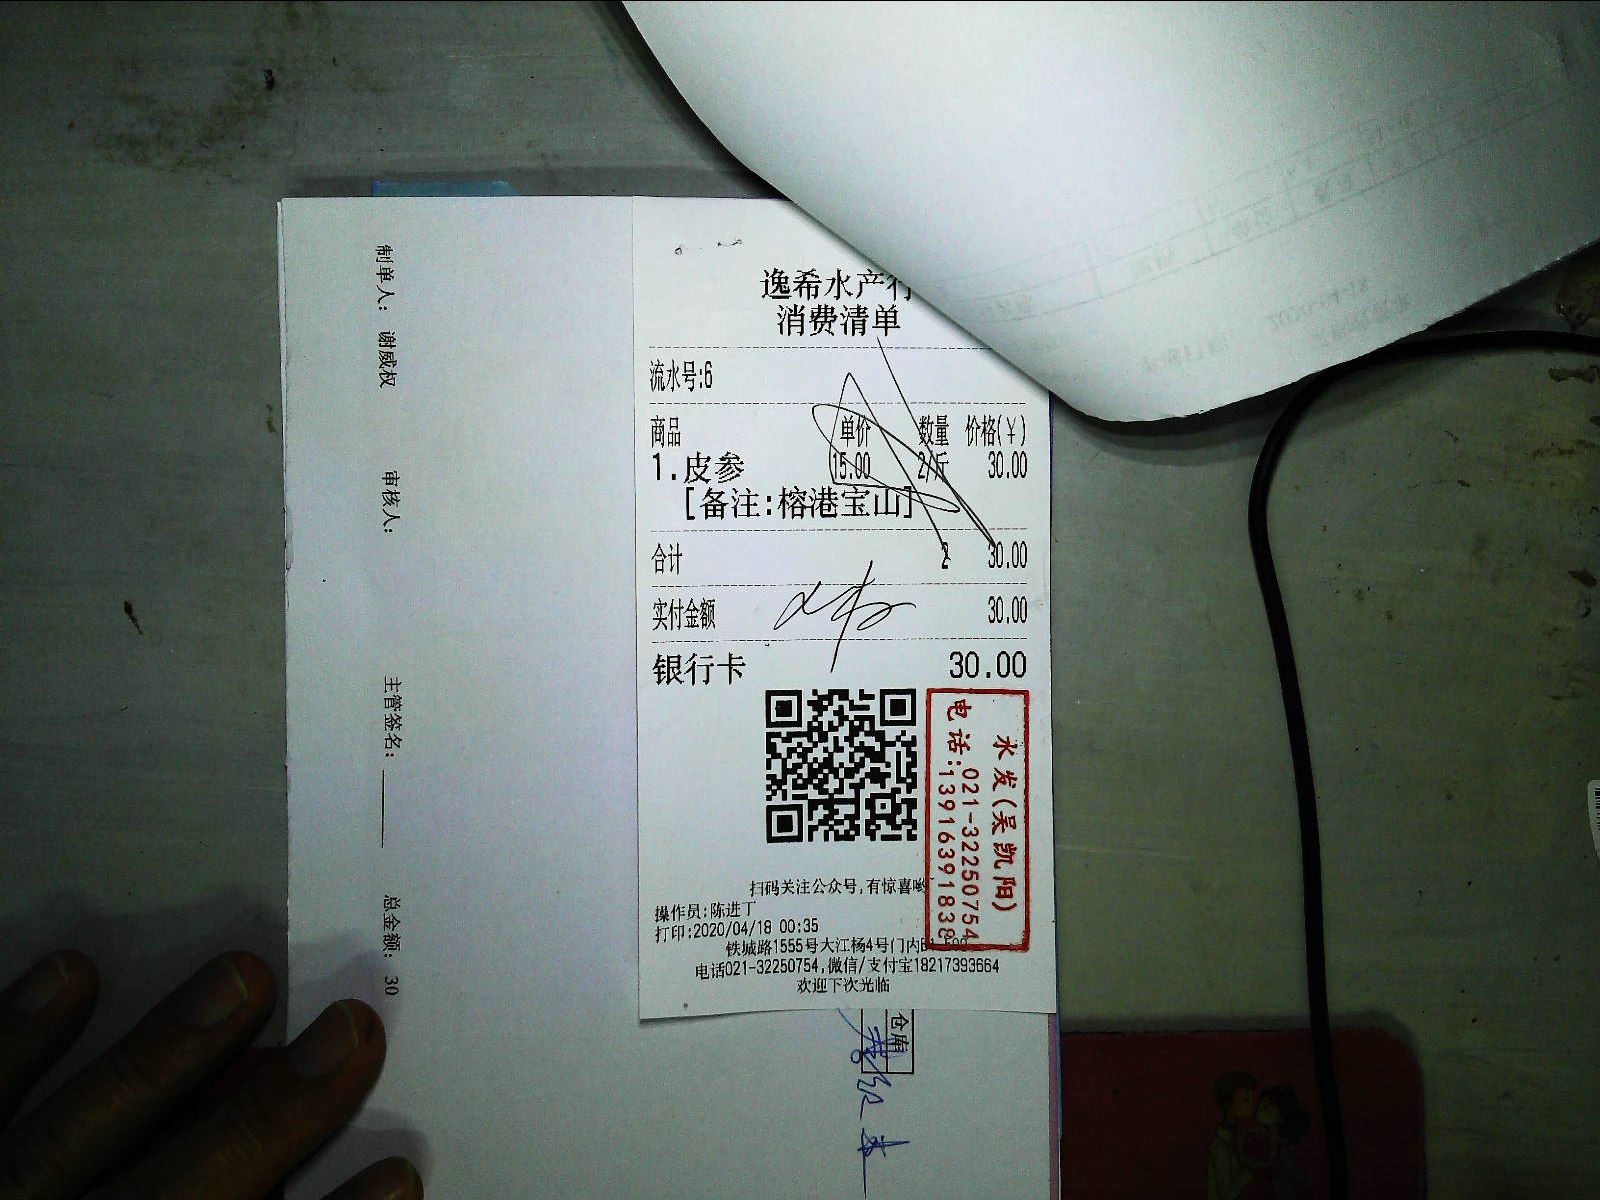 逸希水产行
消费清单
流水号:6
商品 单价 数量 价格(￥)
1.皮参 15.00 2/斤 30.00
[备注:榕港宝山]
合计 2 30.00
实付金额 30.00
银行卡 30.00
水发(吴凯阳)
021-32250754
电话:13916391838
扫码关注公众号,有惊喜哟
操作员:陈进丁
打印:2020/04/18 00:35
铁城路1555号大江杨4号门内
电话021-32250754,微信/支付宝18217393664
欢迎下次光临
制单人: 谢威权 审核人: 主管签名: 总金额: 30
仓库